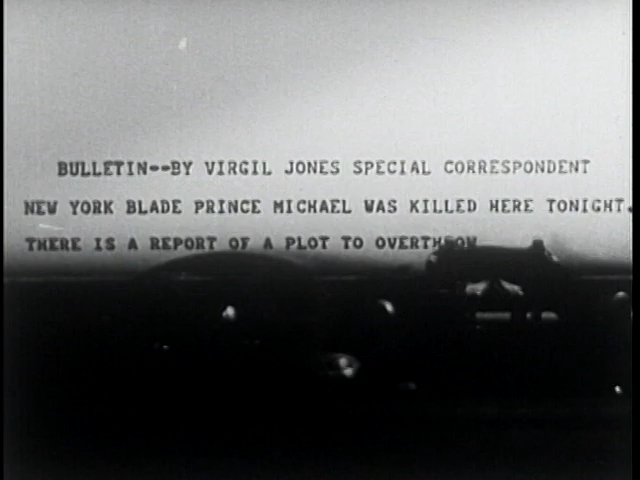 BULLETIN--BY VIRGIL JONES SPECIAL CORRESPONDENT
NEW YORK BLADE PRINCE MICHAEL WAS KILLED HERE TONIGHT.
THERE IS A REPORT OF A PLOT TO OVERTHROW